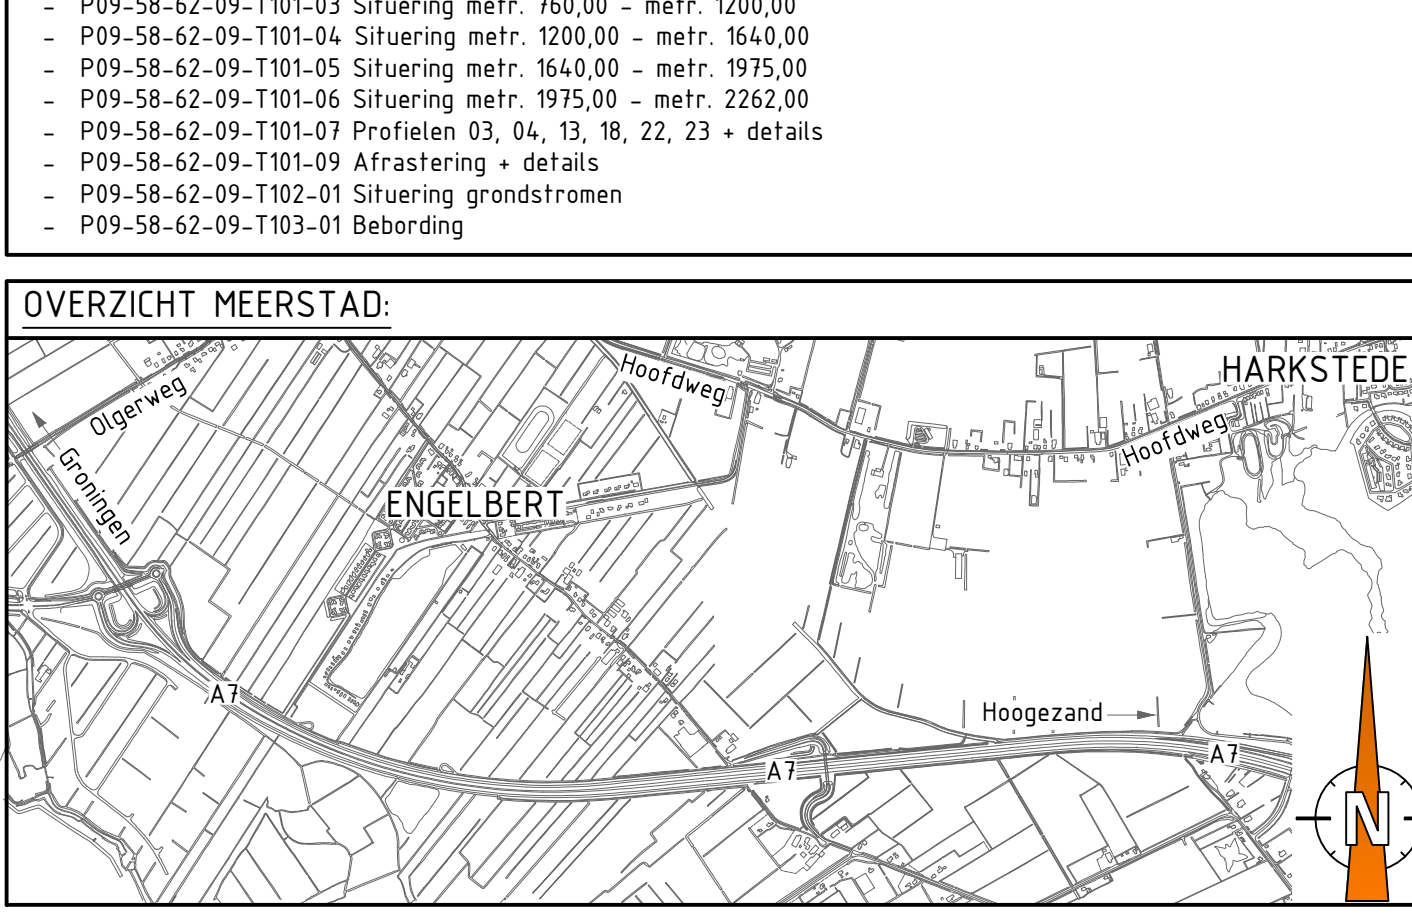 - P09-58-62-09-T101-03 Situering metr. 760,00 - metr. 1200,00
- P09-58-62-09-T101-04 Situering metr. 1200,00 - metr. 1640,00
- P09-58-62-09-T101-05 Situering metr. 1640,00 - metr. 1975,00
- P09-58-62-09-T101-06 Situering metr. 1975,00 - metr. 2262,00
- P09-58-62-09-T101-07 Profielen 03, 04, 13, 18, 22, 23 + details
- P09-58-62-09-T101-09 Afrastering + details
- P09-58-62-09-T102-01 Situering grondstromen
- P09-58-62-09-T103-01 Bebording
OVERZICHT MEERSTAD:
Olgerweg
Hoofdweg
HARKSTEDE
Groningen
Hoofdweg
ENGELBERT
A7
Hoogezand
A7
A7
N